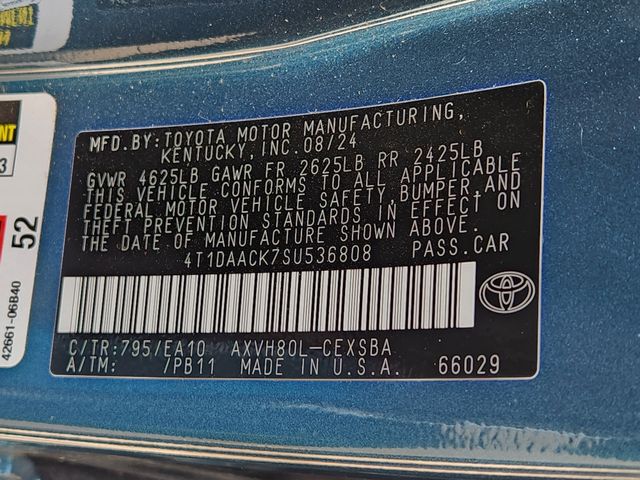 MFD.BY: TOYOTA MOTOR MANUFACTURING,
KENTUCKY, INC. 08/24
GVWR 4625LB GAWR FR 2625LB RR 2425LB
THIS VEHICLE CONFORMS TO ALL APPLICABLE
FEDERAL MOTOR VEHICLE SAFETY, BUMPER, AND
THEFT PREVENTION STANDARDS IN EFFECT ON
THE DATE OF MANUFACTURE SHOWN ABOVE.
4T1DAACK7SU536808 PASS.CAR
C/TR: 795/EA10 AXVH80L-CEXSBA
A/TM: /PB11 MADE IN U.S.A. 66029
52
42661-06B40